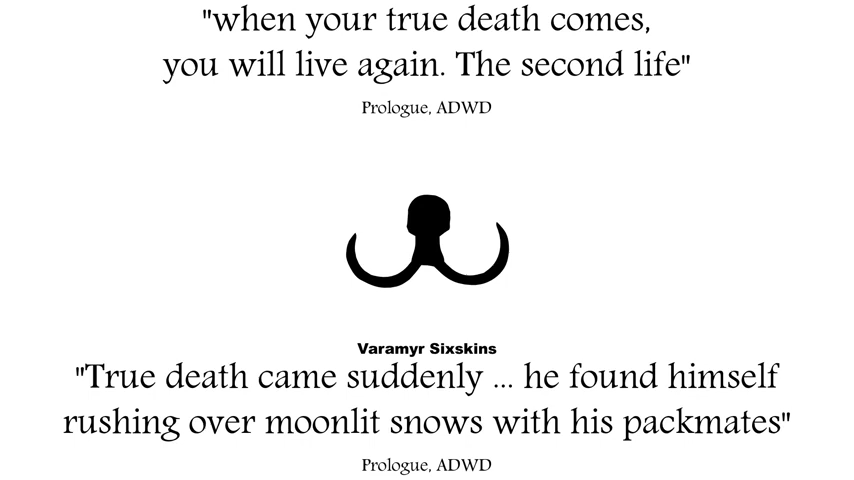 "when your true death comes,
you will live again. The second life"
Prologue, ADWD
Varamyr Sixskins
"True death came suddenly ... he found himself
rushing over moonlit snows with his packmates"
Prologue, ADWD